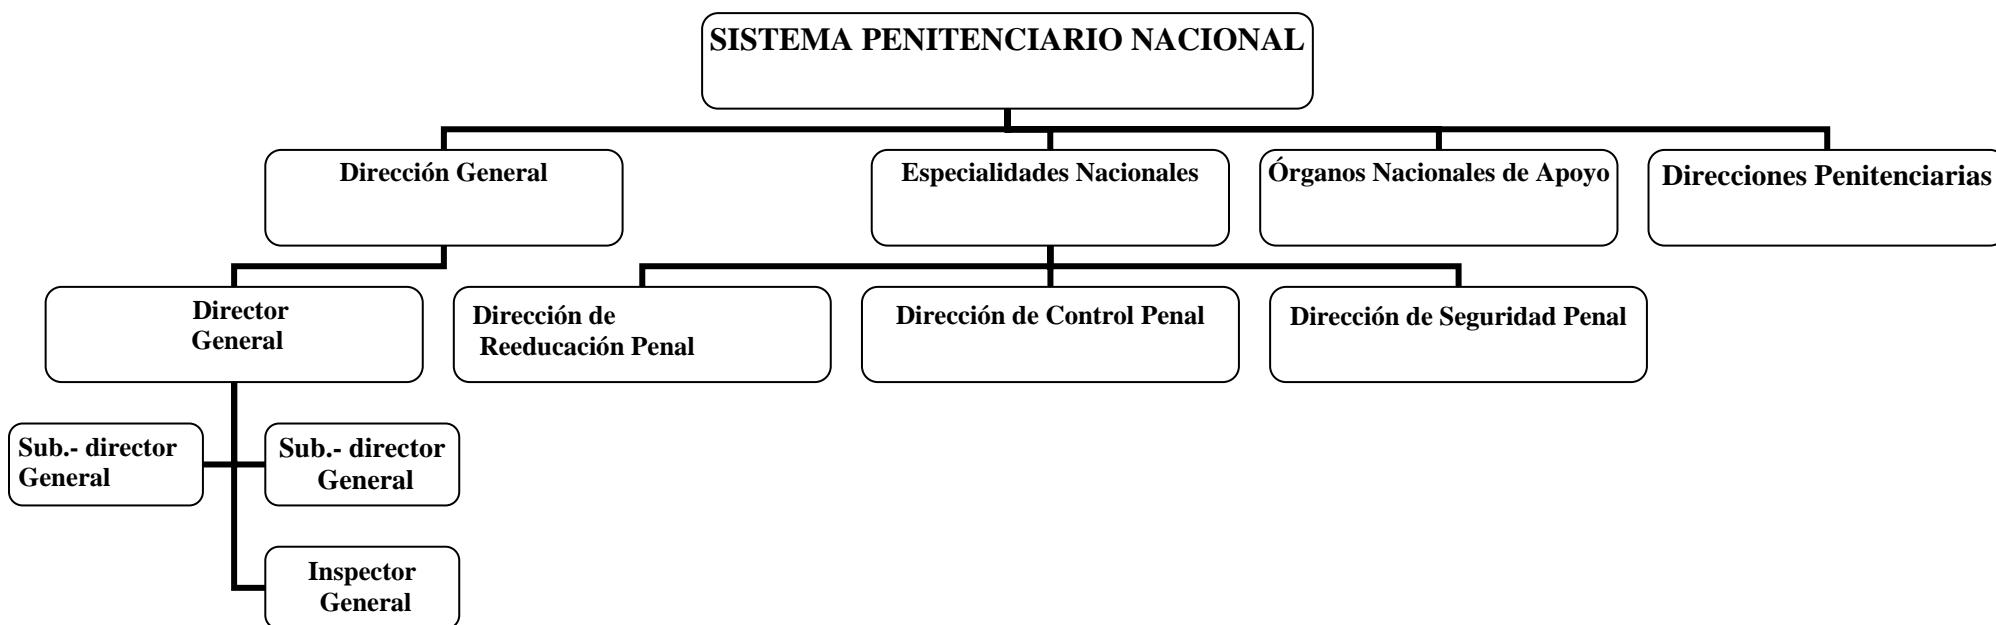 SISTEMA PENITENCIARIO NACIONAL
Dirección General
Especialidades Nacionales
Órganos Nacionales de Apoyo
Direcciones Penitenciarias
Director
General
Dirección de
Reeducación Penal
Dirección de Control Penal
Dirección de Seguridad Penal
Sub.- director
General
Sub.- director
General
Inspector
General